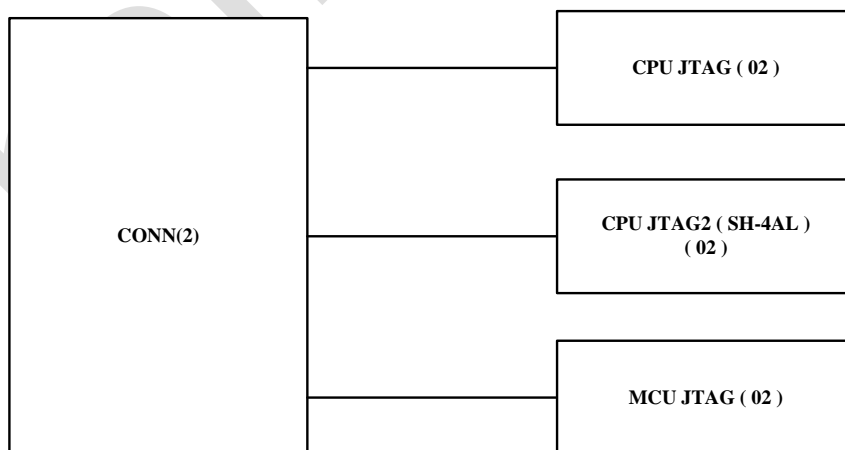 CPU JTAG ( 02 )
CONN(2)
CPU JTAG2 ( SH-4AL )
( 02 )
MCU JTAG ( 02 )